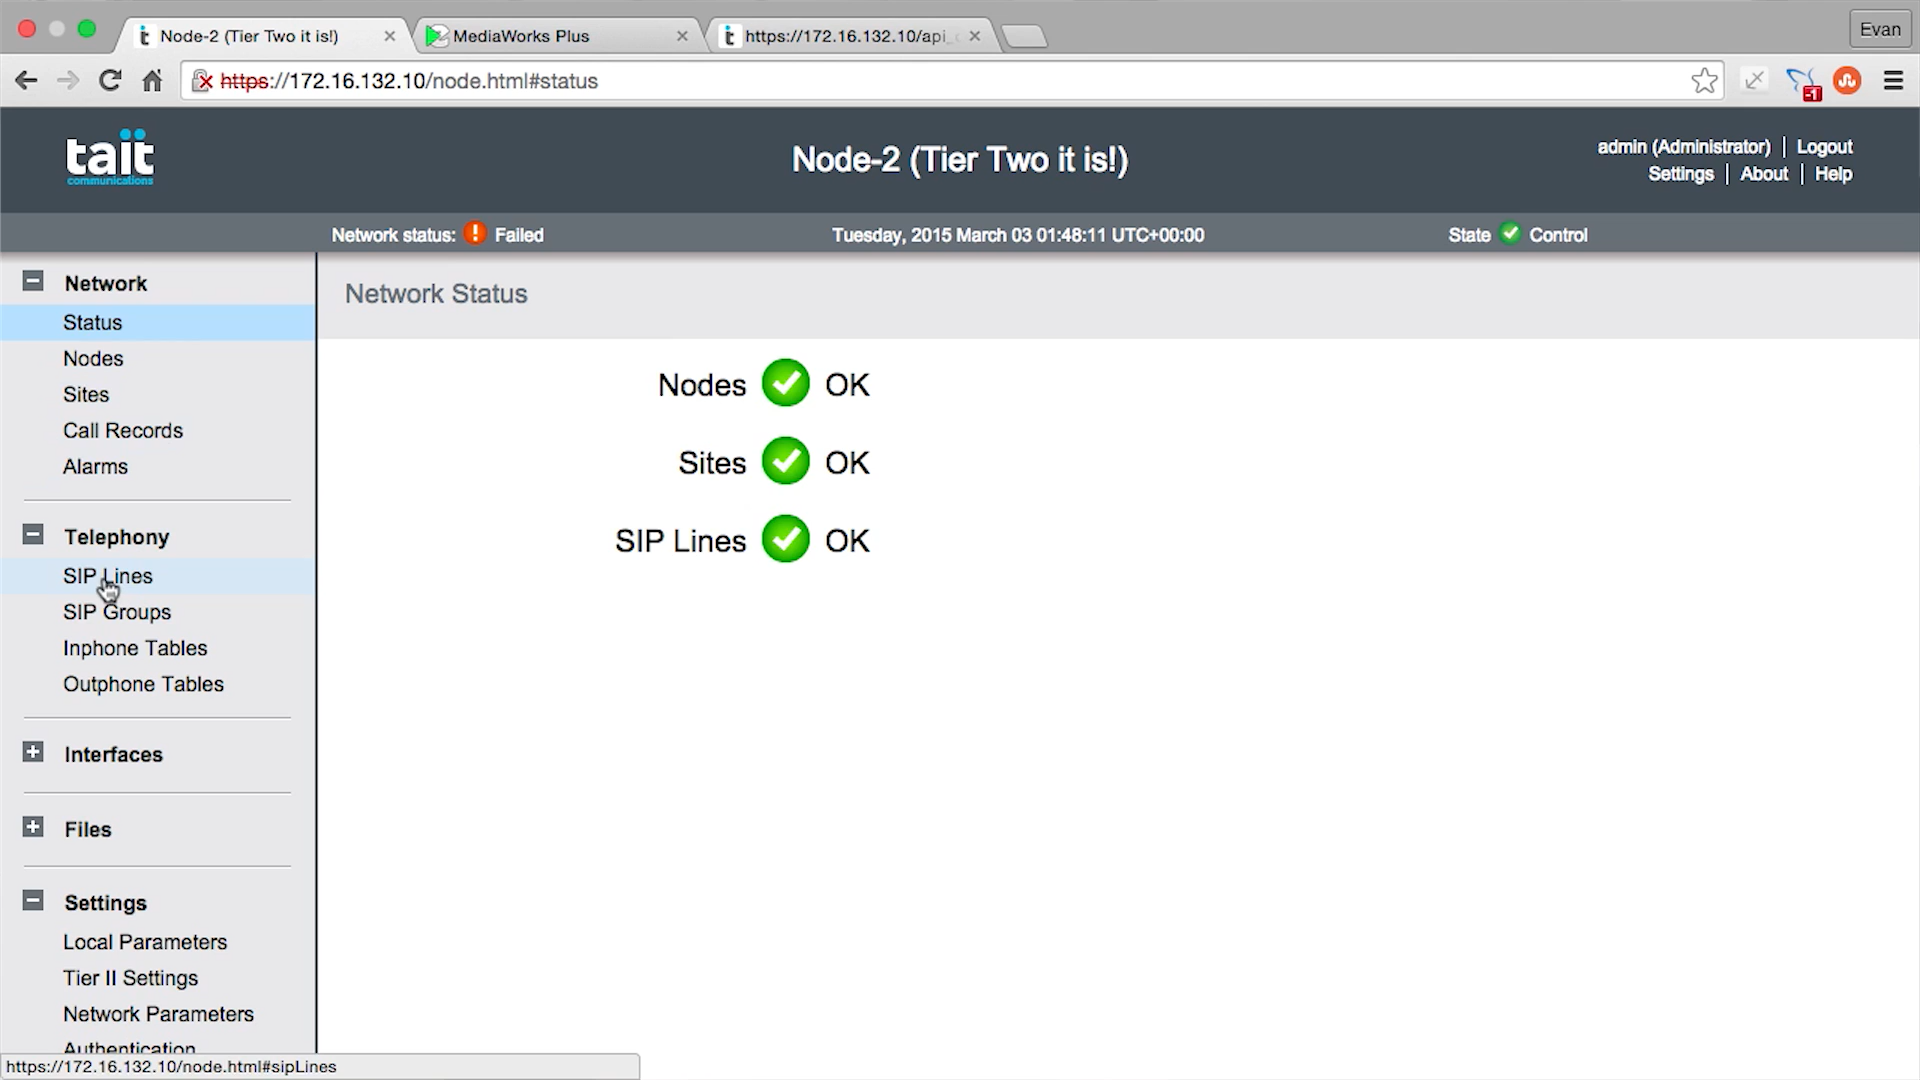 Node-2 (Tier Two it is!)
MediaWorks Plus
https://172.16.132.10/api_
Evan
https://172.16.132.10/node.html#status
-1
tait
communications
Node-2 (Tier Two it is!)
admin (Administrator) | Logout
Settings | About | Help
Network status: ! Failed
Tuesday, 2015 March 03 01:48:11 UTC+00:00
State Control
Network
Status
Nodes
Sites
Call Records
Alarms
Telephony
SIP Lines
SIP Groups
Inphone Tables
Outphone Tables
Interfaces
Files
Settings
Local Parameters
Tier II Settings
Network Parameters
Authentication
https://172.16.132.10/node.html#sipLines
Network Status
Nodes OK
Sites OK
SIP Lines OK